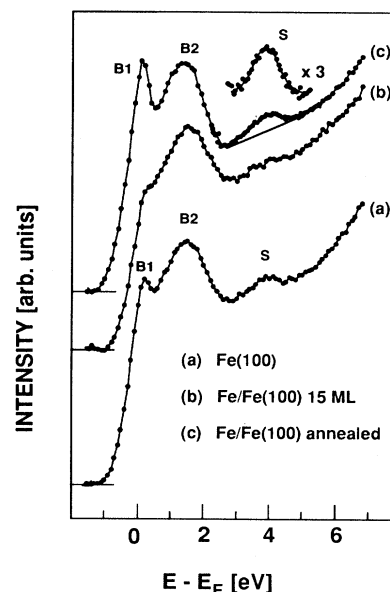 B1
B2
S
x 3
(c)
(b)
B1
B2
S
(a)
(a) Fe(100)
(b) Fe/Fe(100) 15 ML
(c) Fe/Fe(100) annealed
INTENSITY [arb. units]
0 2 4 6
E - E_F [eV]